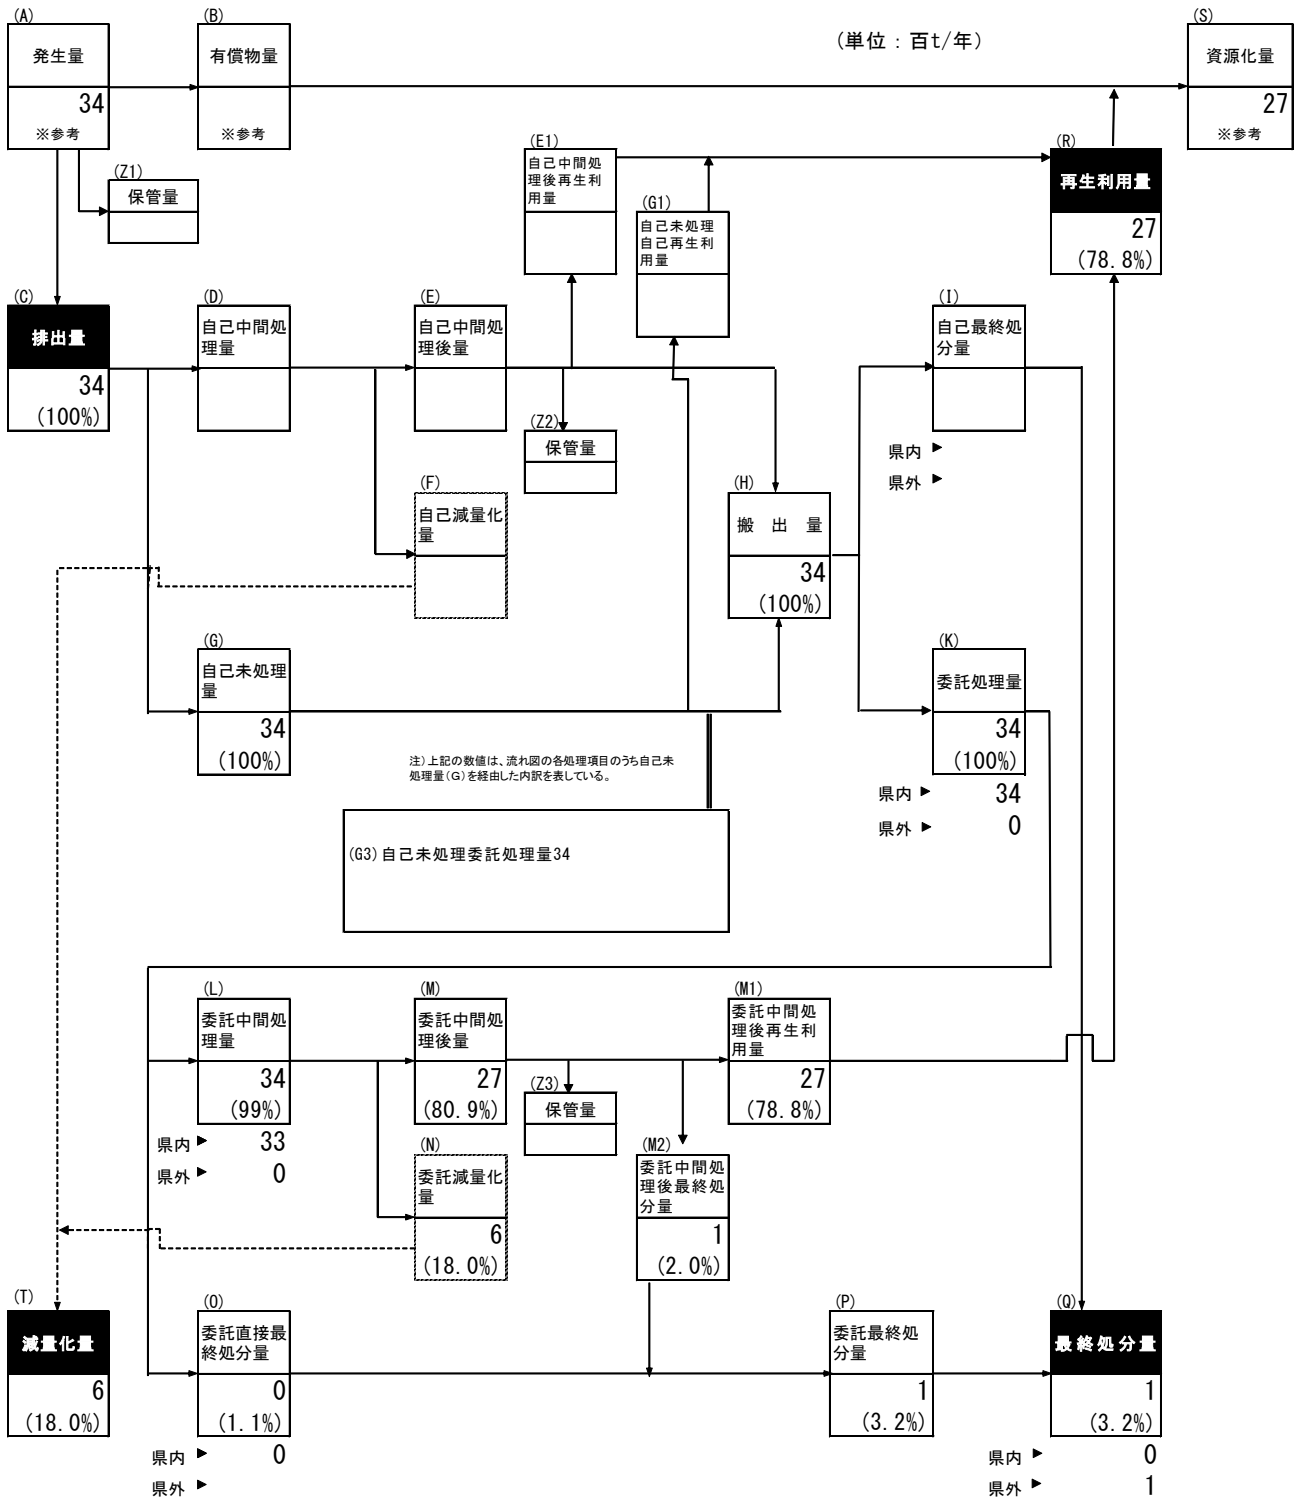 (A)
発生量
34
※参考
(B)
有償物量
※参考
(単位：百t/年)
(S)
資源化量
27
※参考
(Z1)
保管量
(E1)
自己中間処
理後再生利
用量
(G1)
自己未処理
自己再生利
用量
(R)
再生利用量
27
(78.8%)
(C)
排出量
34
(100%)
(D)
自己中間処
理量
(E)
自己中間処
理後量
(Z2)
保管量
(F)
自己減量化
量
(H)
搬 出 量
34
(100%)
(I)
自己最終処
分量
県内
県外
(G)
自己未処理
量
34
(100%)
(K)
委託処理量
34
(100%)
県内 34
県外 0
注)上記の数値は、流れ図の各処理項目のうち自己未
処理量(G)を経由した内訳を表している。
(G3)自己未処理委託処理量34
(L)
委託中間処
理量
34
(99%)
県内 33
県外 0
(M)
委託中間処
理後量
27
(80.9%)
(Z3)
保管量
(M1)
委託中間処
理後再生利
用量
27
(78.8%)
(N)
委託減量化
量
6
(18.0%)
(M2)
委託中間処
理後最終処
分量
1
(2.0%)
(T)
減量化量
6
(18.0%)
(O)
委託直接最
終処分量
0
(1.1%)
県内 0
県外
(P)
委託最終処
分量
1
(3.2%)
(Q)
最終処分量
1
(3.2%)
県内 0
県外 1